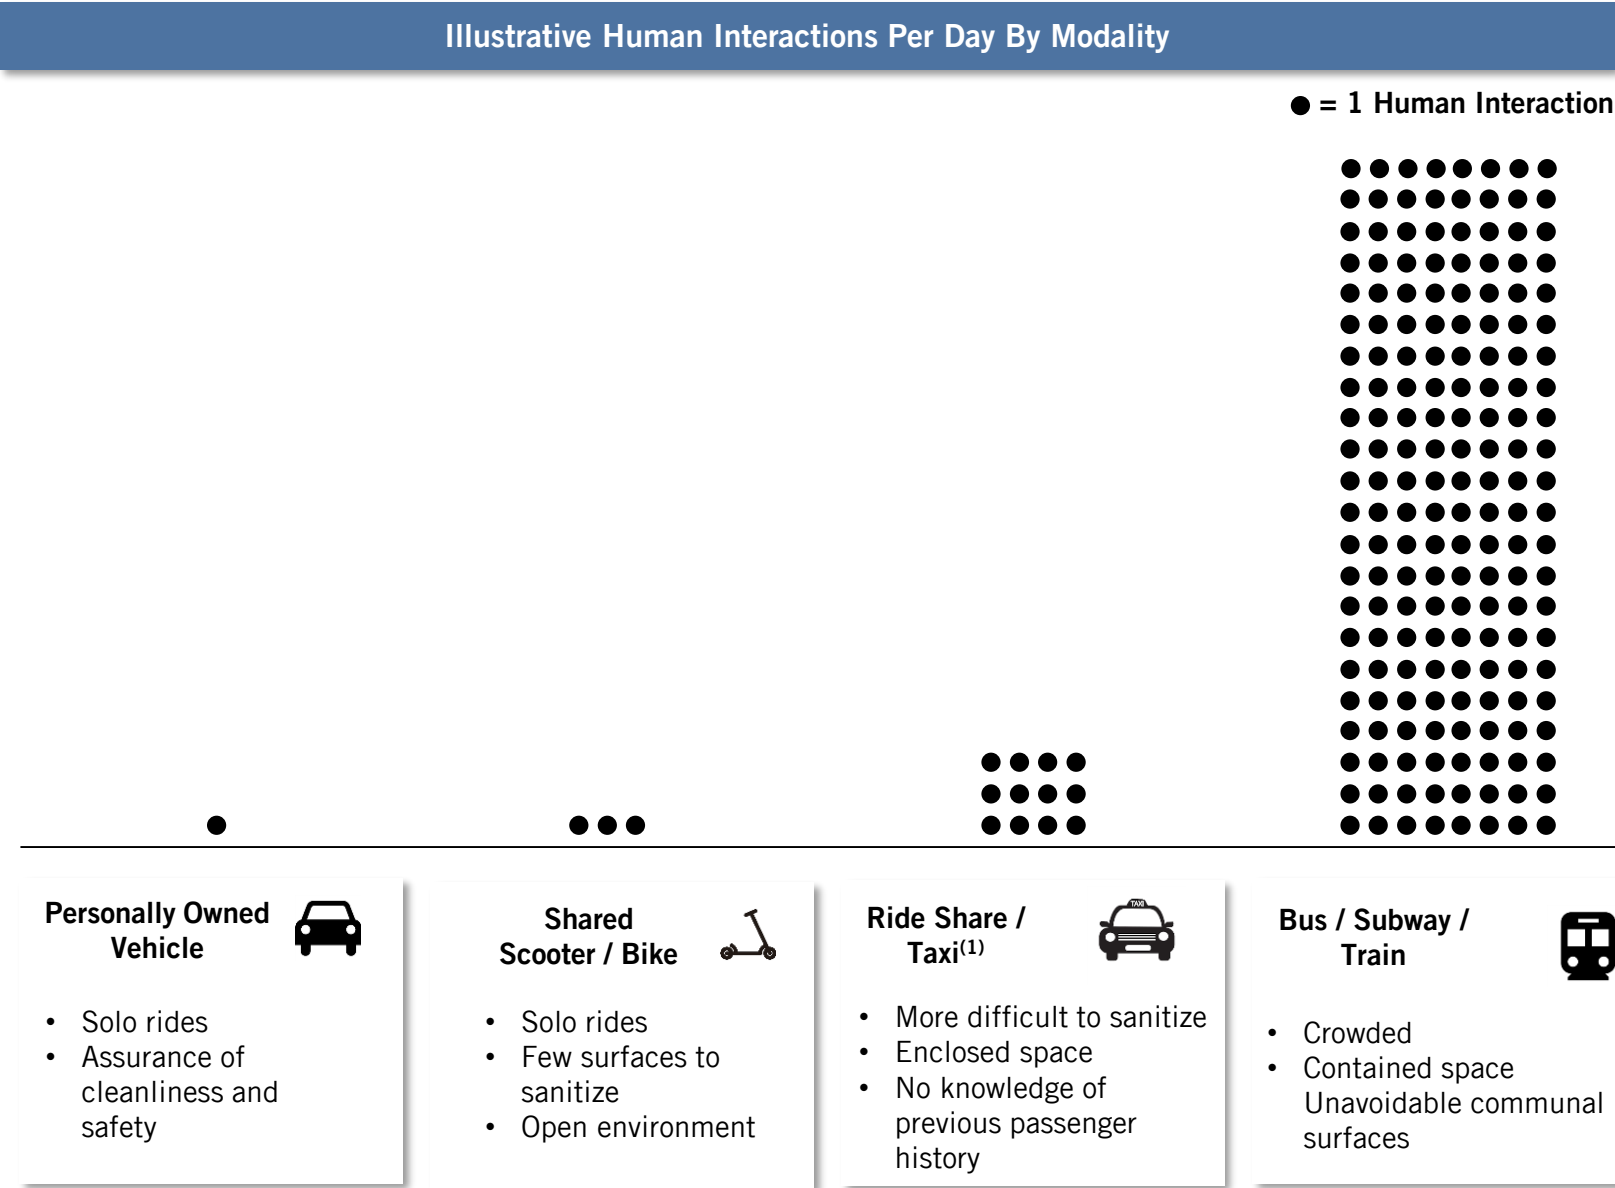 Illustrative Human Interactions Per Day By Modality
● = 1 Human Interaction
Personally Owned
Vehicle
• Solo rides
• Assurance of
cleanliness and
safety
Shared
Scooter / Bike
• Solo rides
• Few surfaces to
sanitize
• Open environment
Ride Share /
Taxi(1)
TAXI
• More difficult to sanitize
• Enclosed space
• No knowledge of
previous passenger
history
Bus / Subway /
Train
• Crowded
• Contained space
Unavoidable communal
surfaces